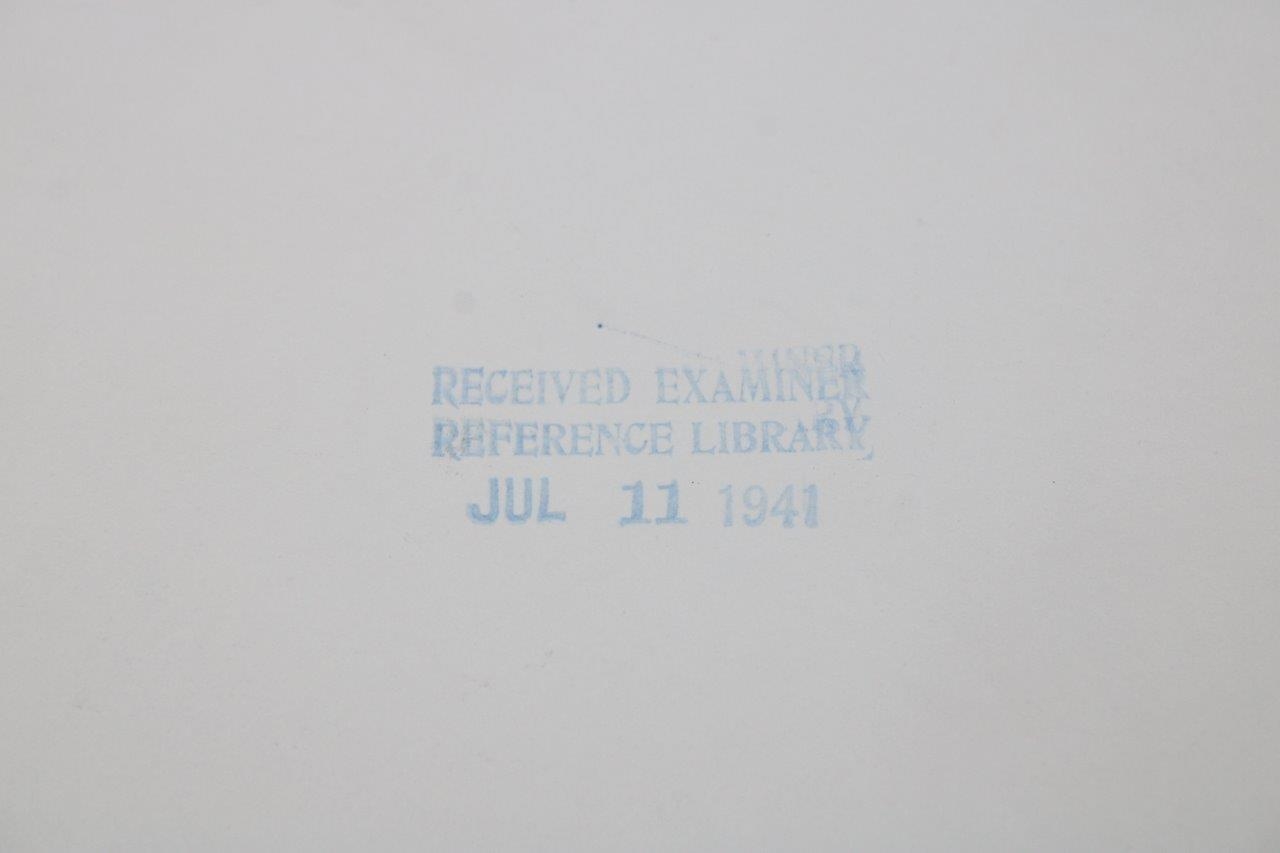 RECEIVED EXAMINER
REFERENCE LIBRARY
JUL 11 1941